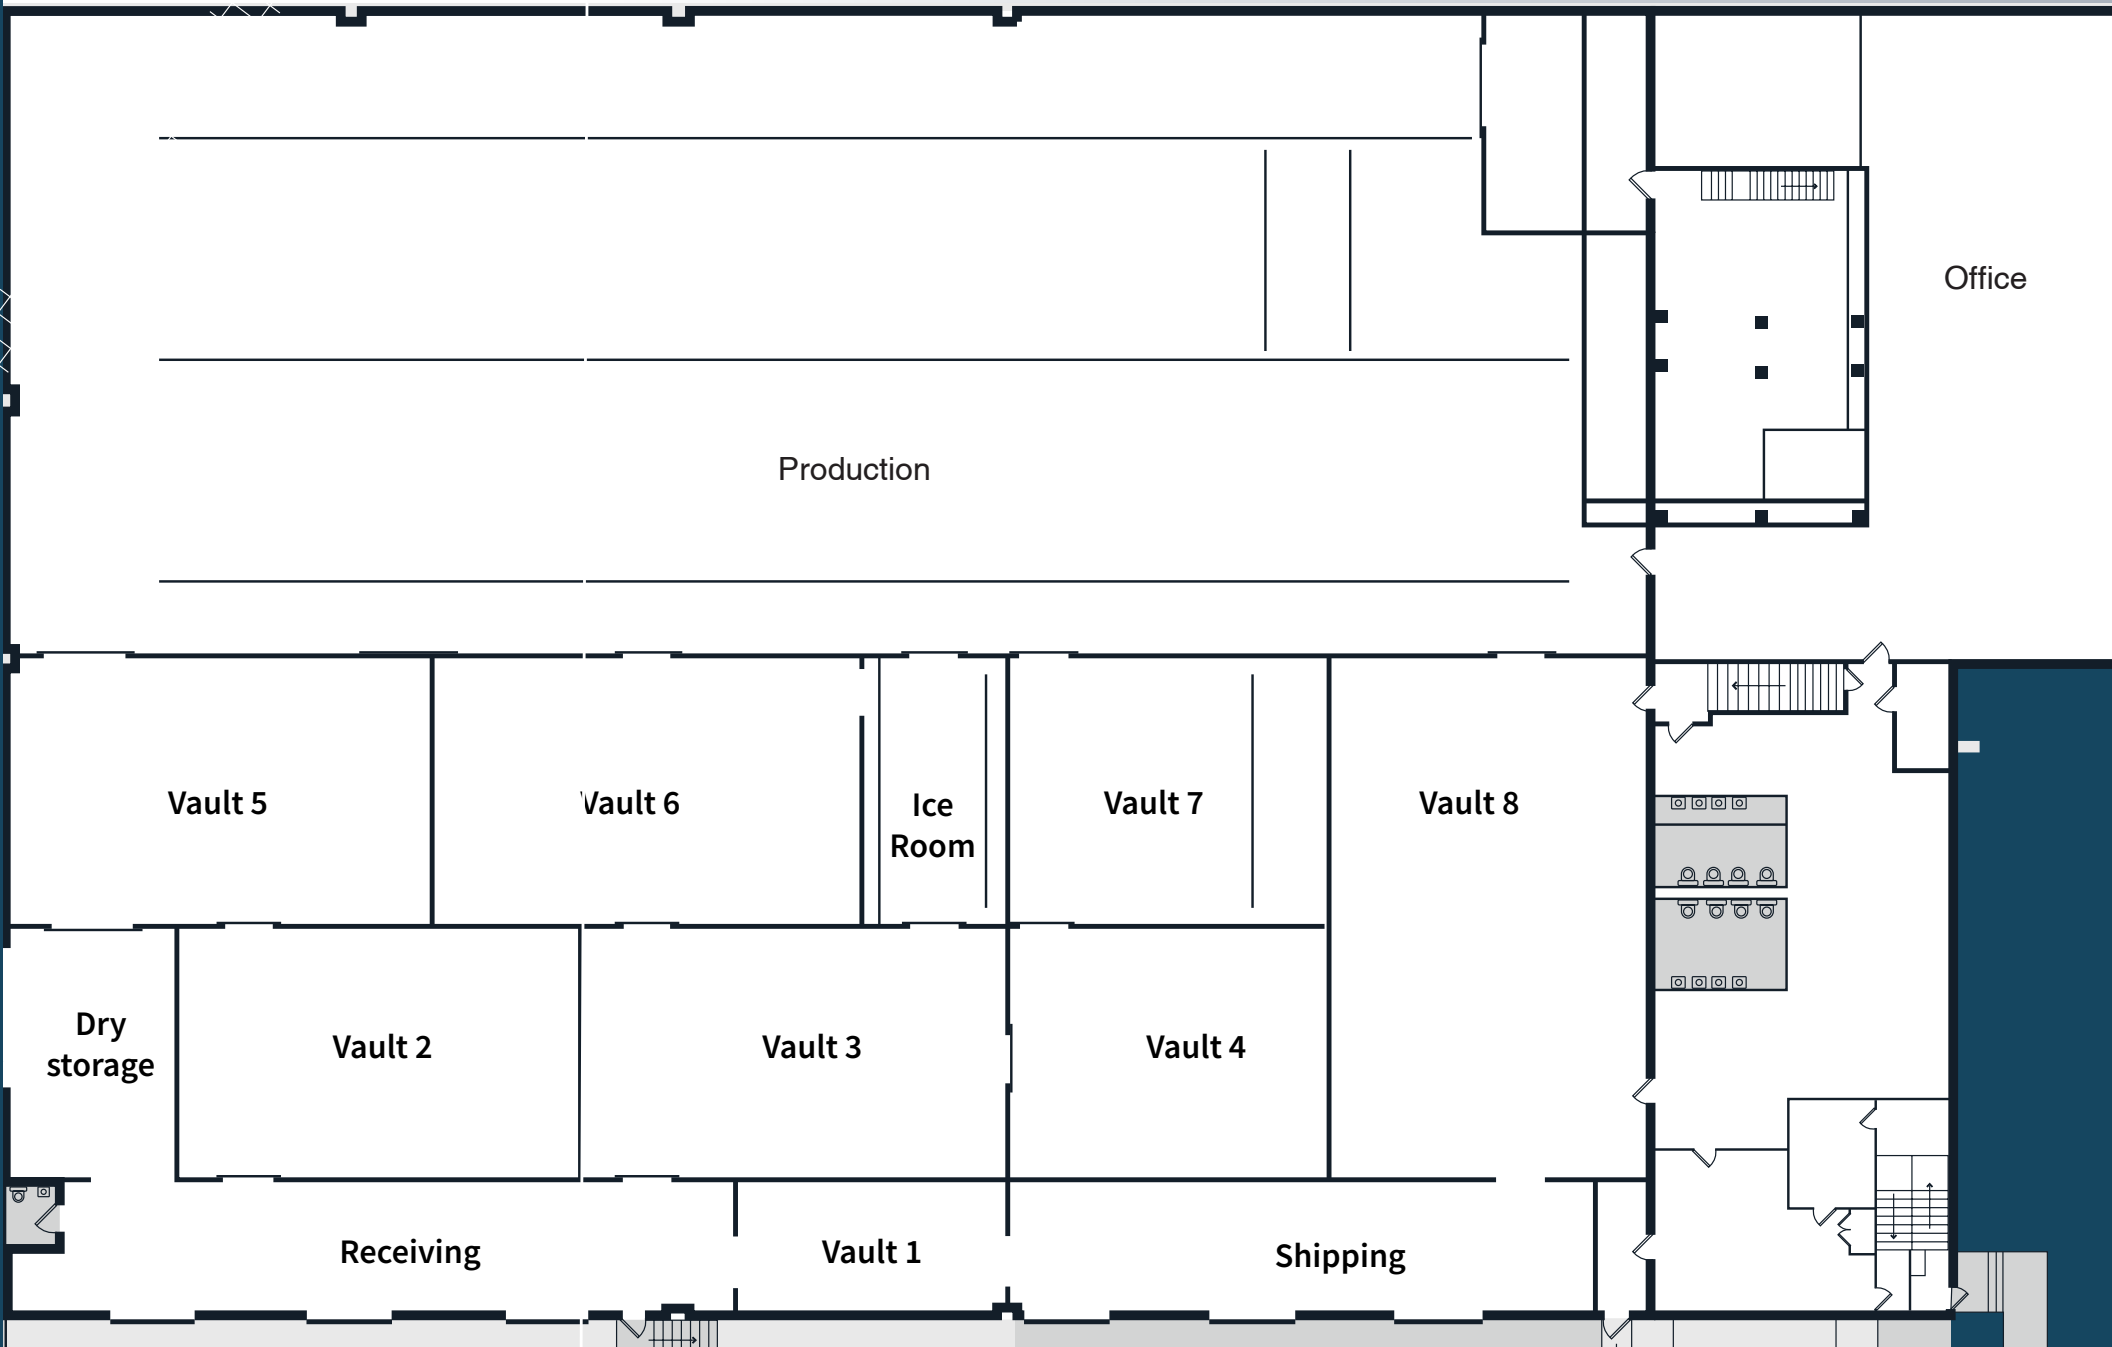 Office
Production
Vault 5
Vault 6
Ice
Room
Vault 7
Vault 8
Dry
storage
Vault 2
Vault 3
Vault 4
Receiving
Vault 1
Shipping